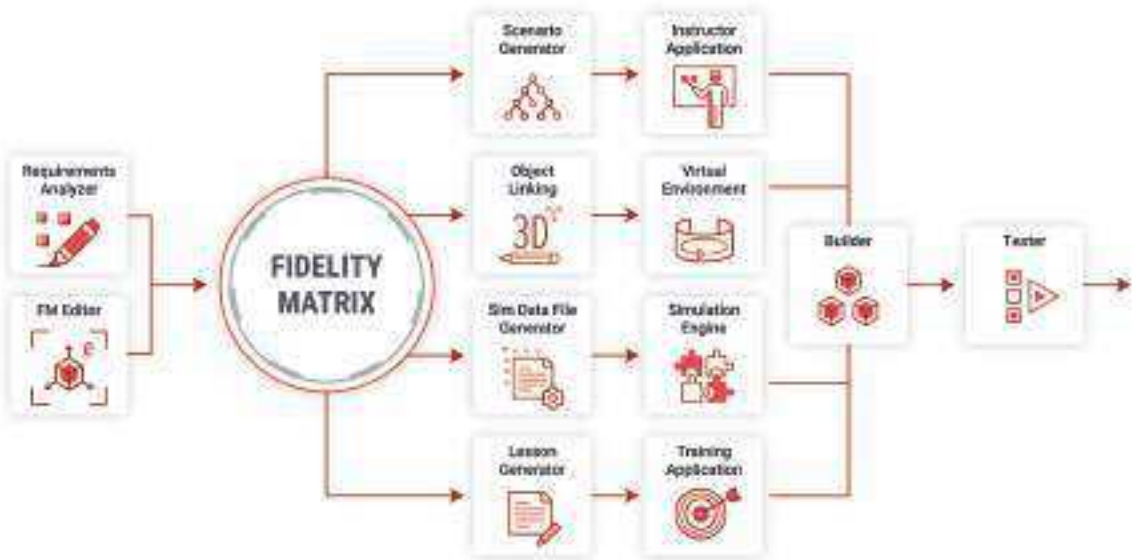 Scenario
Generator
Instructor
Application
Requirements
Analyzer
Object
Linking
3D
Virtual
Environment
FIDELITY
MATRIX
Builder
Tester
FM Editor
e
Sim Data File
Generator
Simulation
Engine
Lesson
Generator
Training
Application